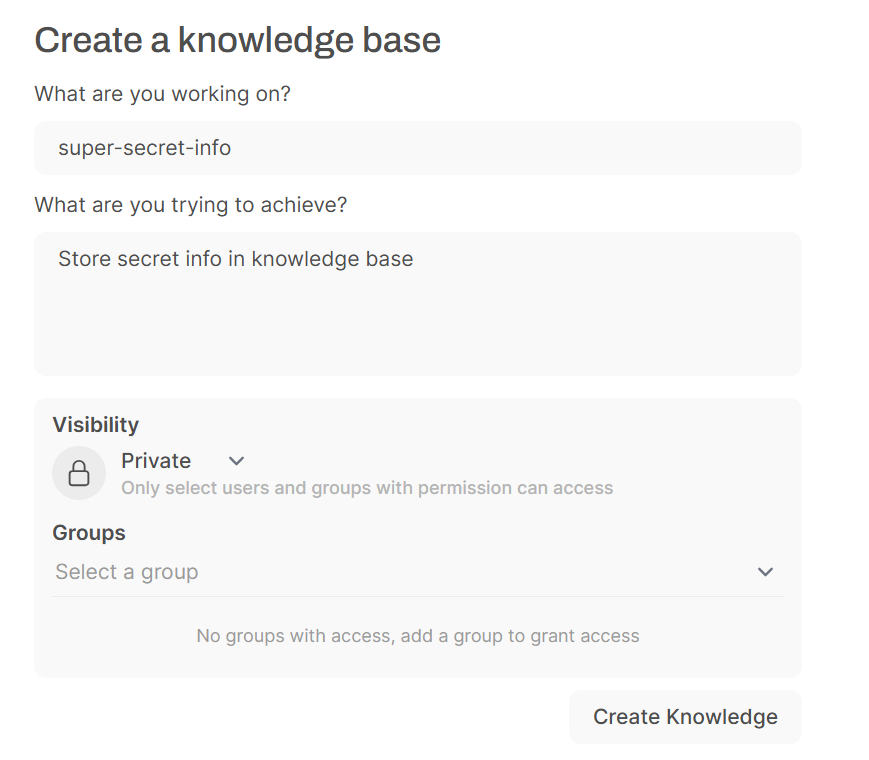 Create a knowledge base
What are you working on?
super-secret-info
What are you trying to achieve?
Store secret info in knowledge base
Visibility
Private
Only select users and groups with permission can access
Groups
Select a group
No groups with access, add a group to grant access
Create Knowledge